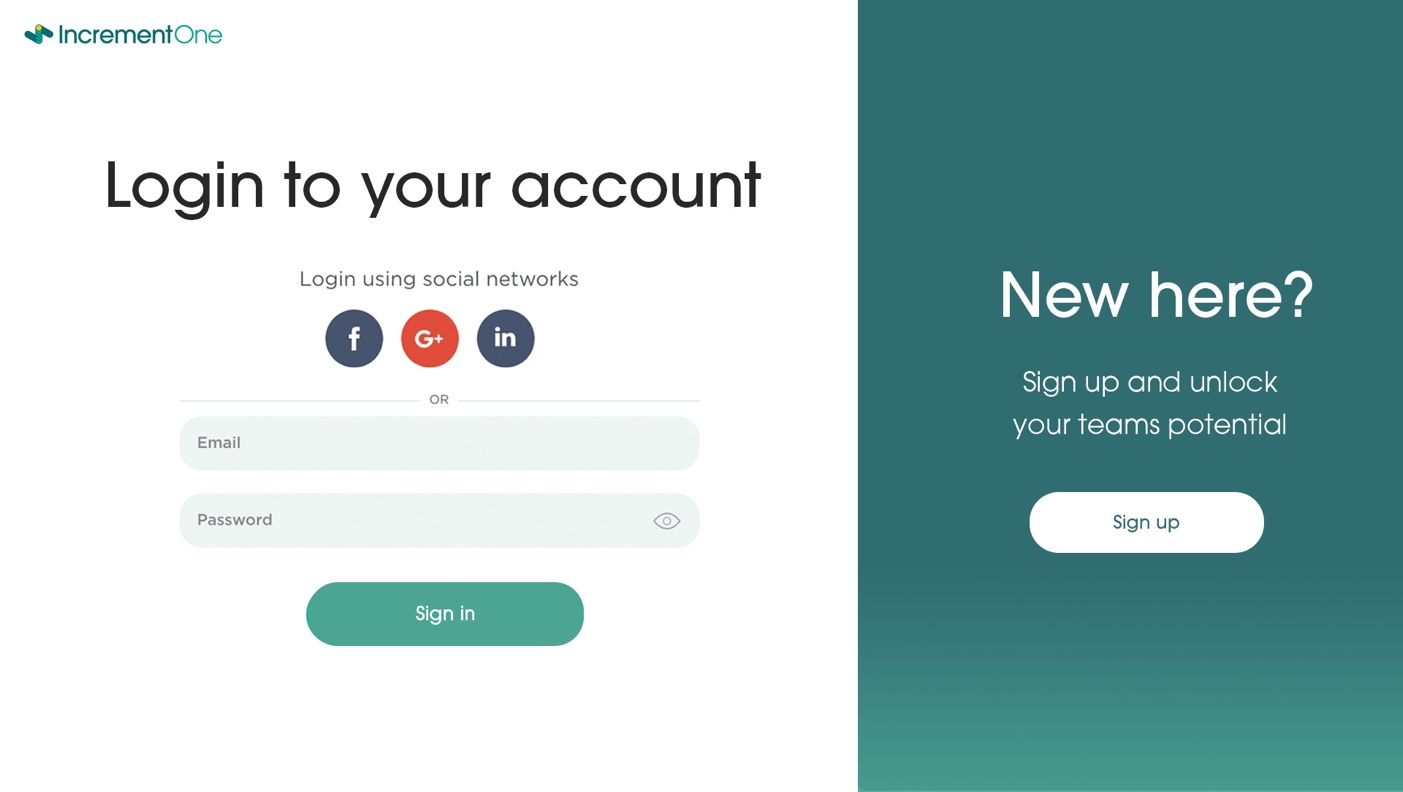 IncrementOne
Login to your account
Login using social networks
f G+ in
OR
Email
Password
Sign in
New here?
Sign up and unlock
your teams potential
Sign up